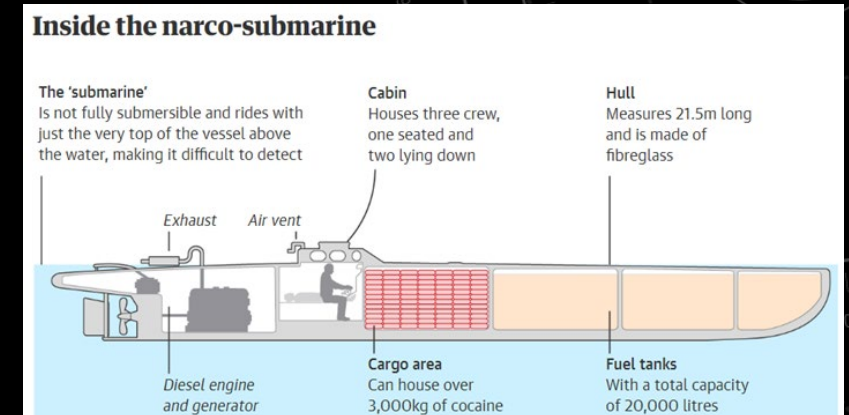 Inside the narco-submarine
The 'submarine'
Is not fully submersible and rides with
just the very top of the vessel above
the water, making it difficult to detect
Cabin
Houses three crew,
one seated and
two lying down
Hull
Measures 21.5m long
and is made of
fibreglass
Exhaust
Air vent
Diesel engine
and generator
Cargo area
Can house over
3,000kg of cocaine
Fuel tanks
With a total capacity
of 20,000 litres